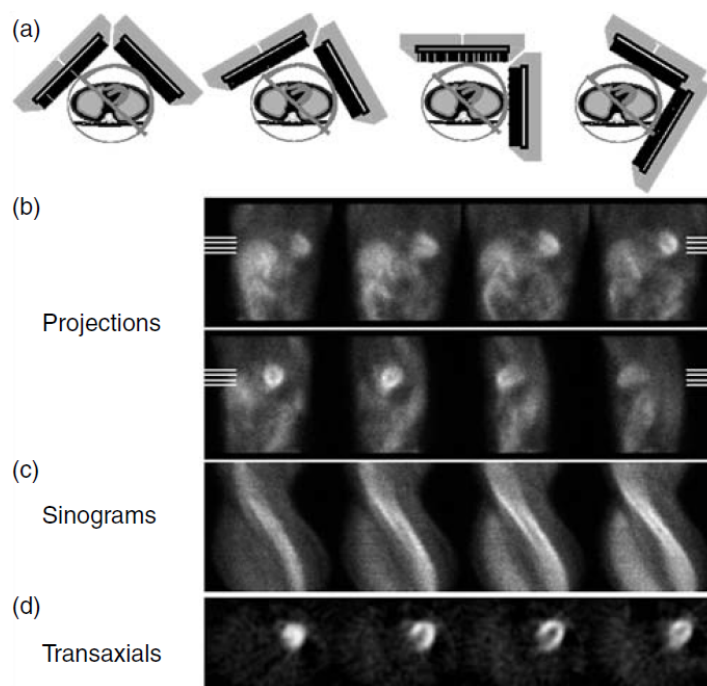 (a)
(b)
Projections
(c)
Sinograms
(d)
Transaxials